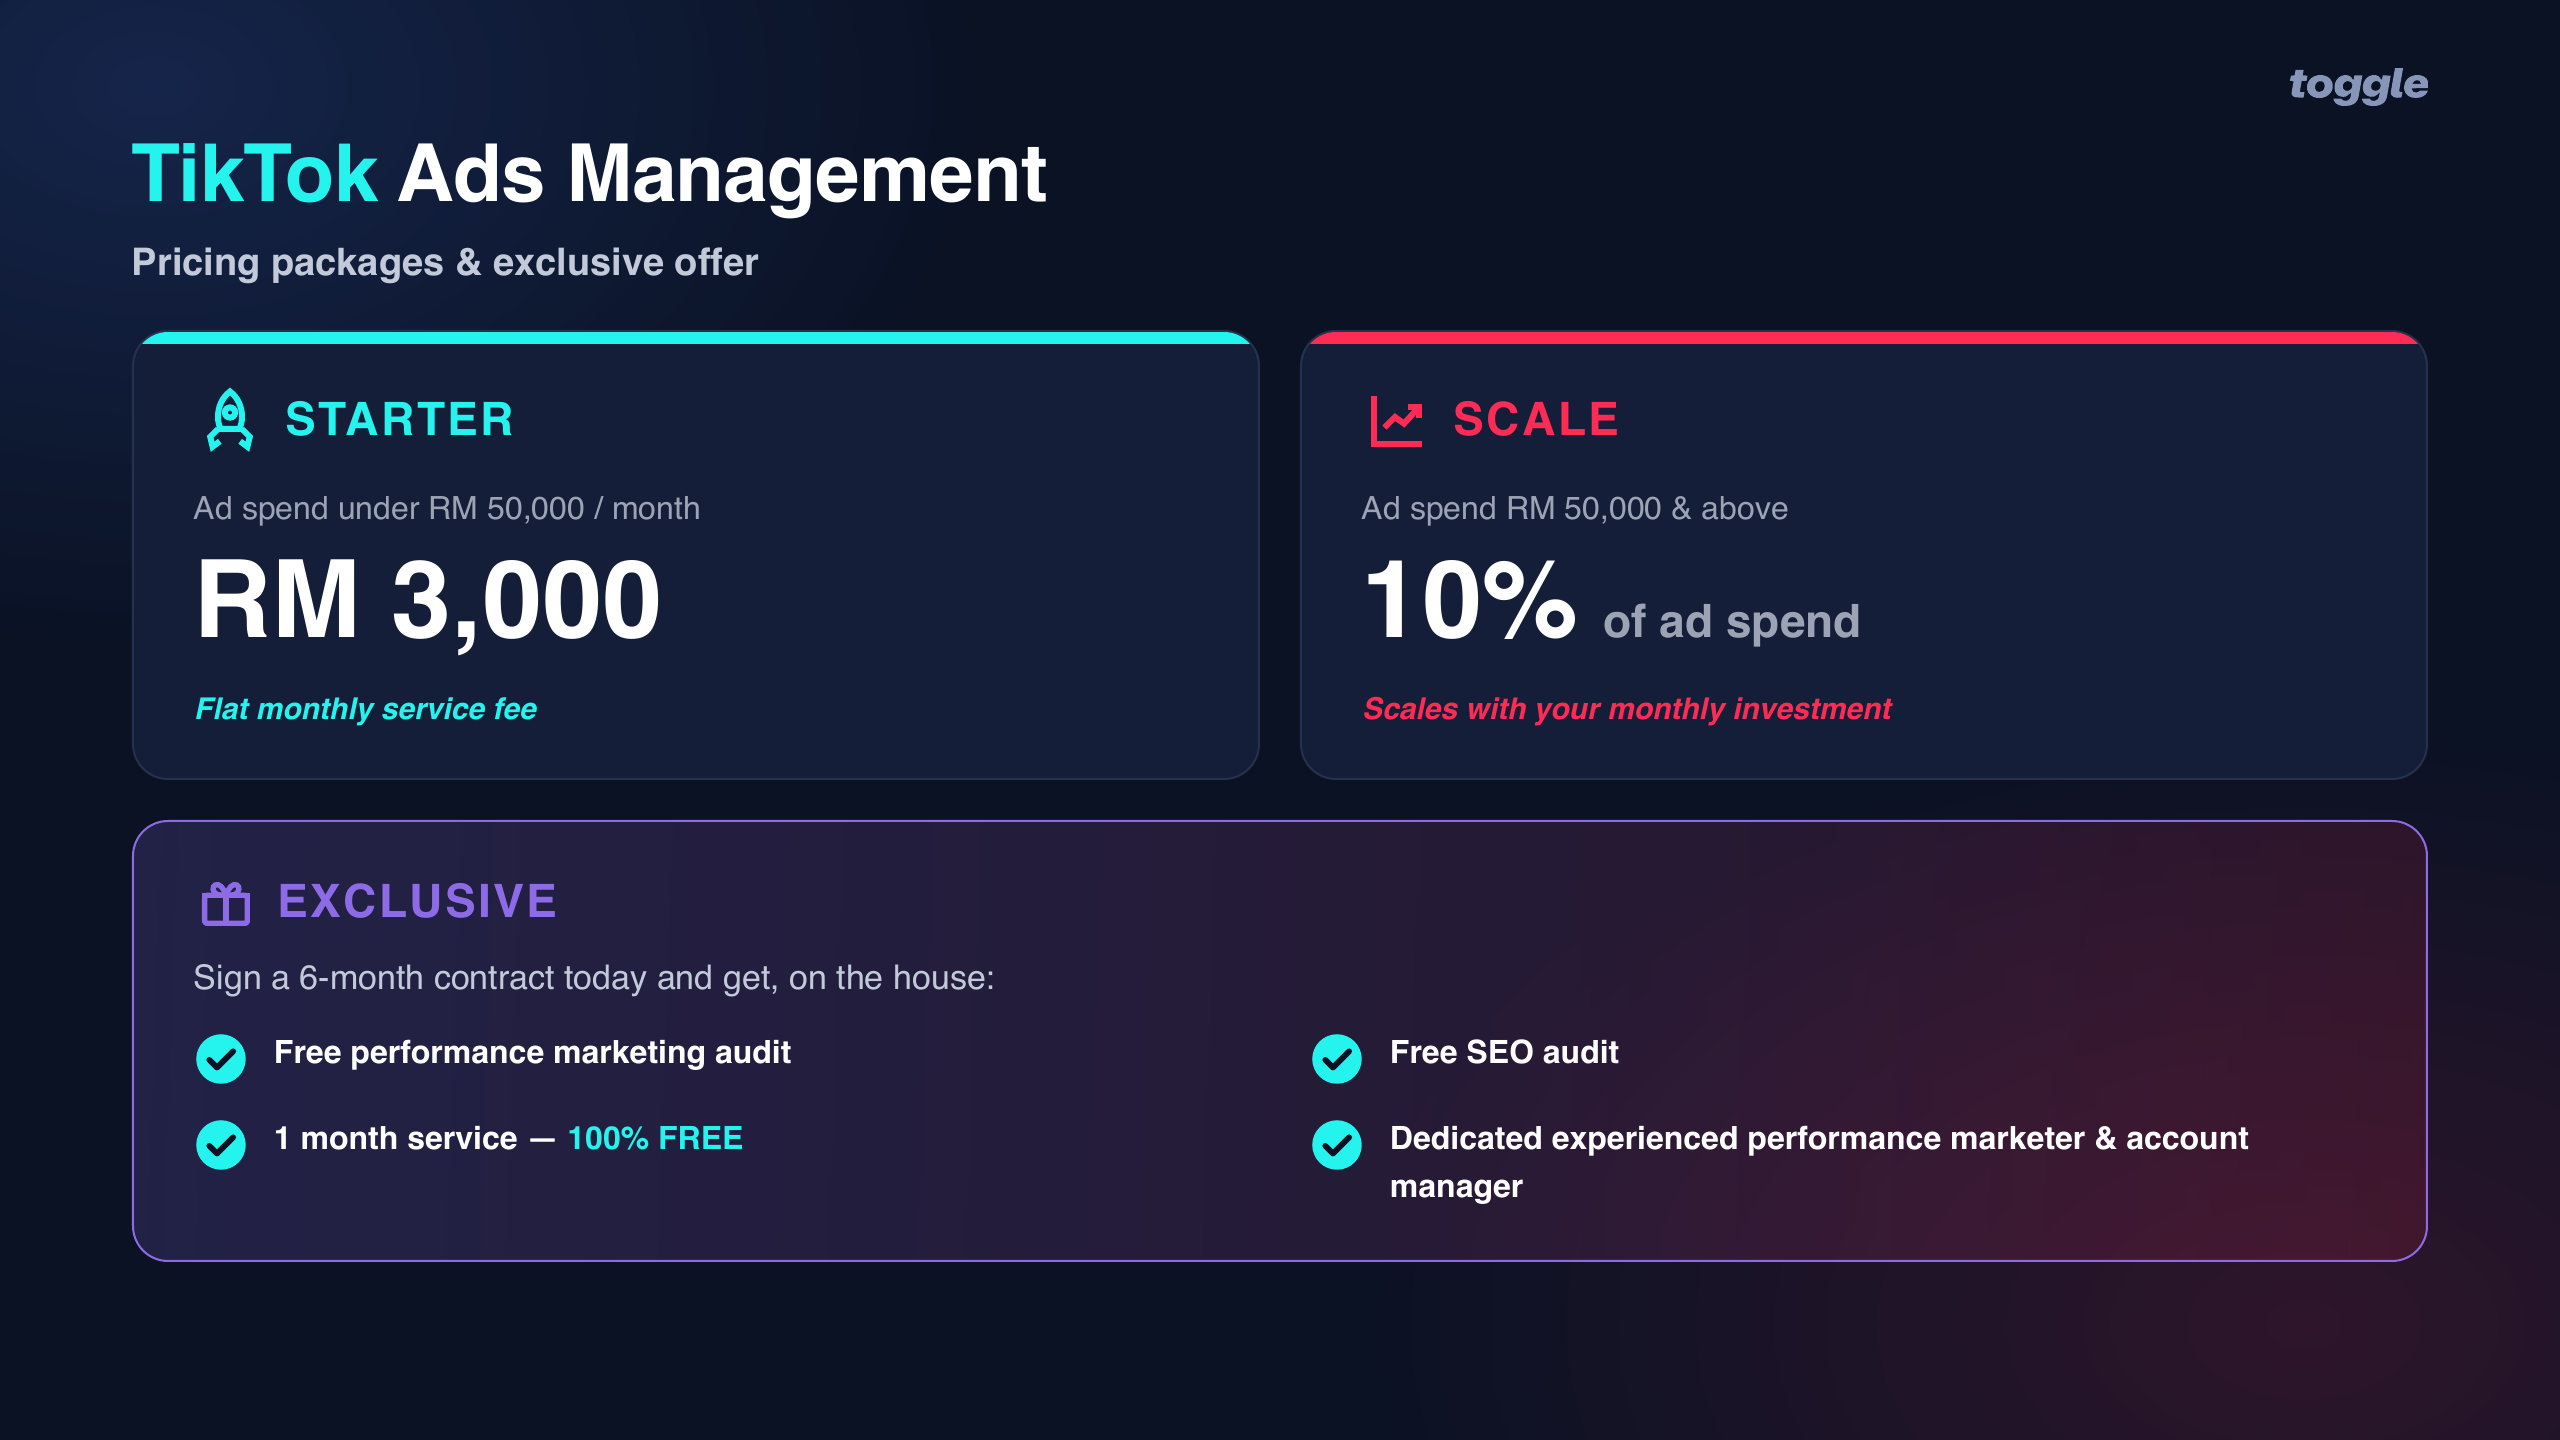 toggle
TikTok Ads Management
Pricing packages & exclusive offer
STARTER
Ad spend under RM 50,000 / month
RM 3,000
Flat monthly service fee
SCALE
Ad spend RM 50,000 & above
10% of ad spend
Scales with your monthly investment
EXCLUSIVE
Sign a 6-month contract today and get, on the house:
Free performance marketing audit
Free SEO audit
1 month service — 100% FREE
Dedicated experienced performance marketer & account
manager